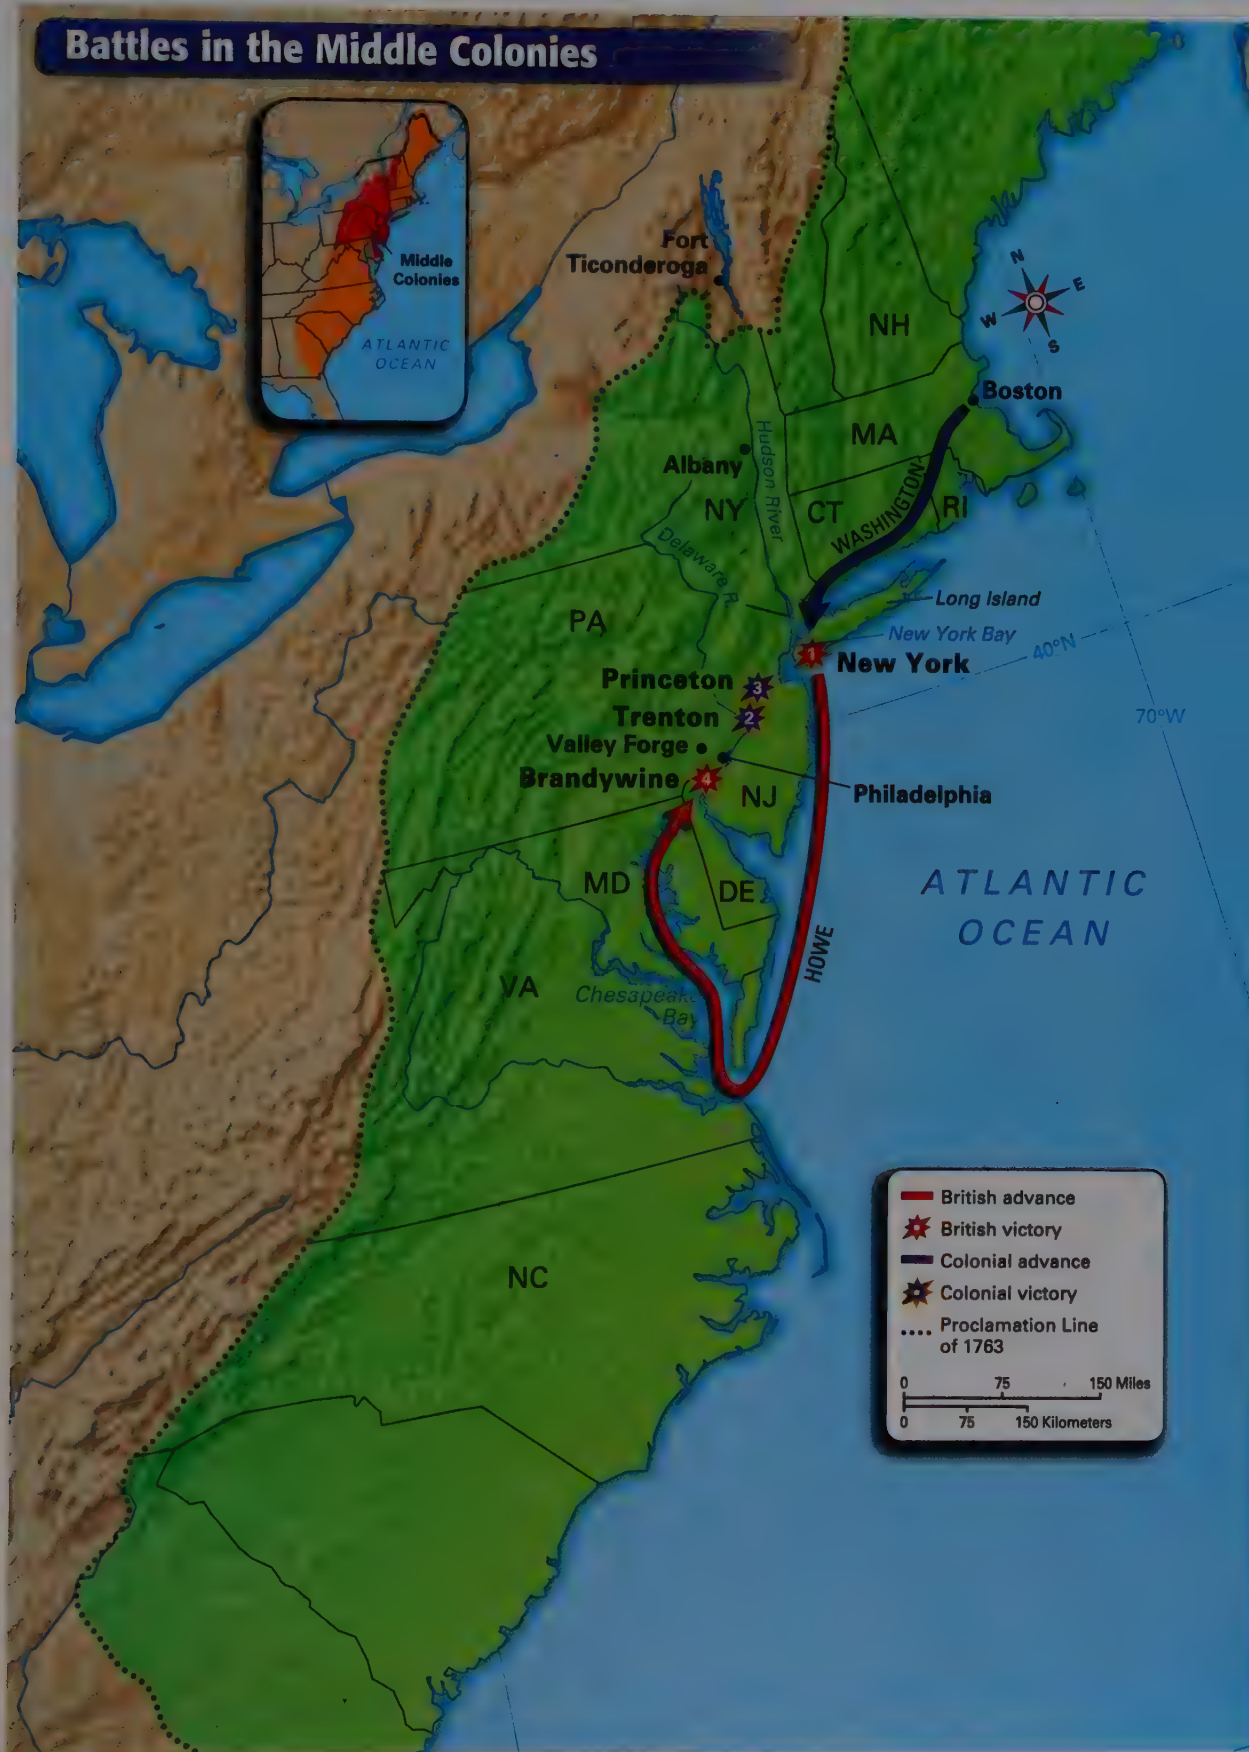 Battles in the Middle Colonies
Middle
Colonies
ATLANTIC
OCEAN
Fort
Ticonderoga
N
E
W
S
NH
Boston
MA
Hudson River
Albany
NY
CT
WASHINGTON
RI
Delaware R.
Long Island
PA
New York Bay
1
New York
40°N
Princeton
3
70°W
Trenton
2
Valley Forge
Brandywine
4
NJ
Philadelphia
MD
DE
ATLANTIC
OCEAN
HOWE
VA
Chesapeake
Bay
NC
British advance
British victory
Colonial advance
Colonial victory
Proclamation Line
of 1763
0 75 150 Miles
0 75 150 Kilometers